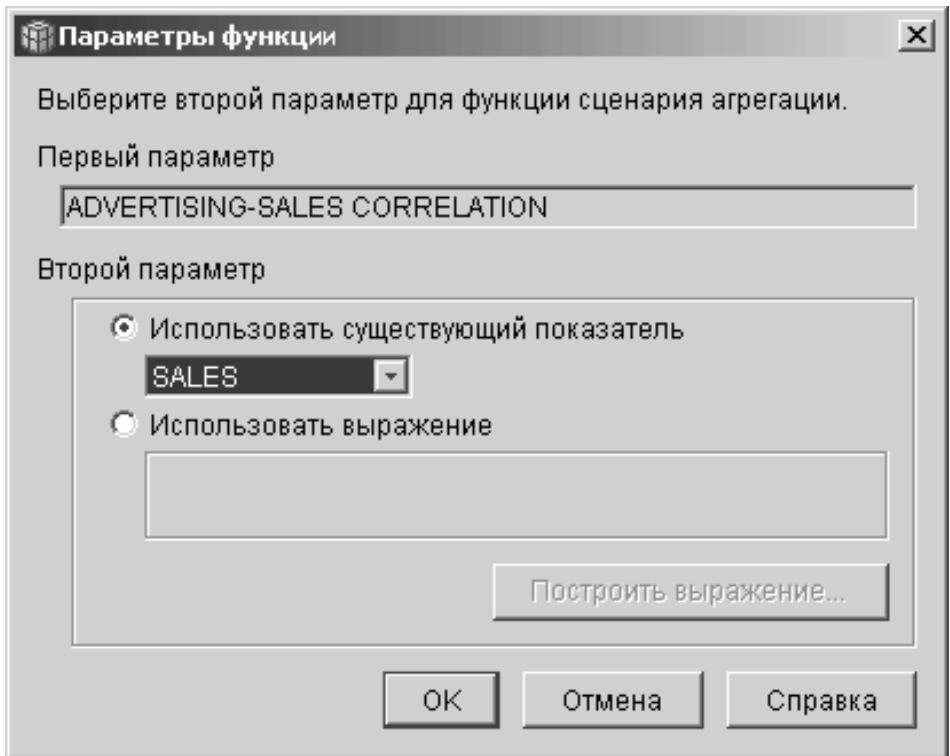 Параметры функции
Выберите второй параметр для функции сценария агрегации.
Первый параметр
ADVERTISING-SALES CORRELATION
Второй параметр
Использовать существующий показатель
SALES
Использовать выражение
Построить выражение...
OK Отмена Справка